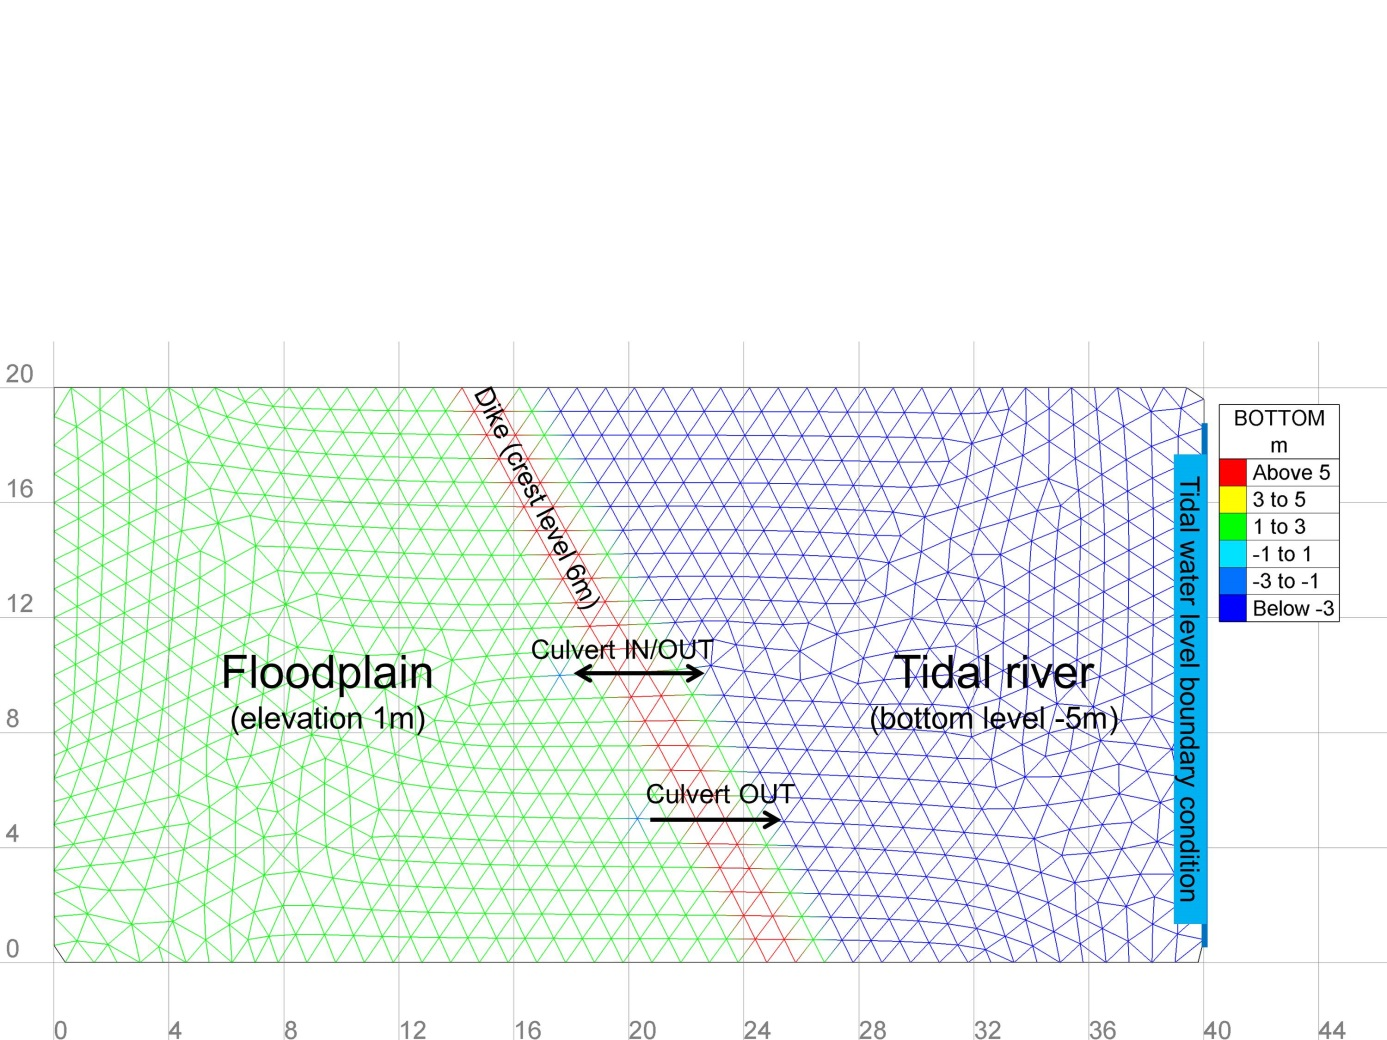 20
16
12
8
4
0
0 4 8 12 16 20 24 28 32 36 40 44
Dike (crest level 6m)
Culvert IN/OUT
Floodplain
(elevation 1m)
Tidal river
(bottom level -5m)
Culvert OUT
Tidal water level boundary condition
BOTTOM
m
Above 5
3 to 5
1 to 3
-1 to 1
-3 to -1
Below -3